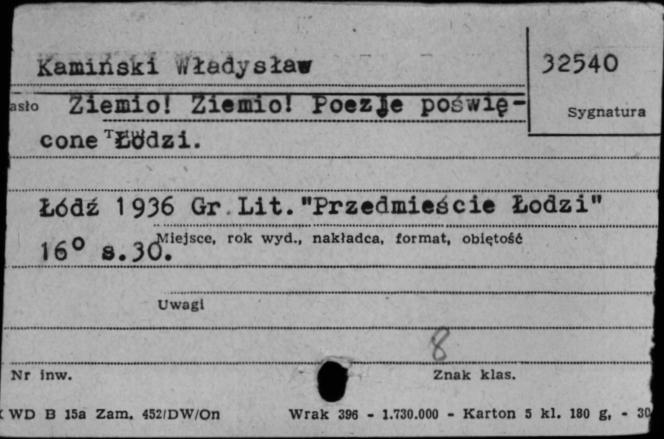 Kamiński Władysław
32540
asło Ziemio! Ziemio! Poezje poświę-
Sygnatura
cone Łodzi.
Łódź 1936 Gr. Lit. "Przedmieście Łodzi"
Miejsce, rok wyd., nakładca, format, obiętość
16° s.30.
Uwagi
8
Nr inw.
Znak klas.
WD B 15a Zam. 452/DW/On Wrak 396 - 1.730.000 - Karton 5 kl. 180 g, - 30